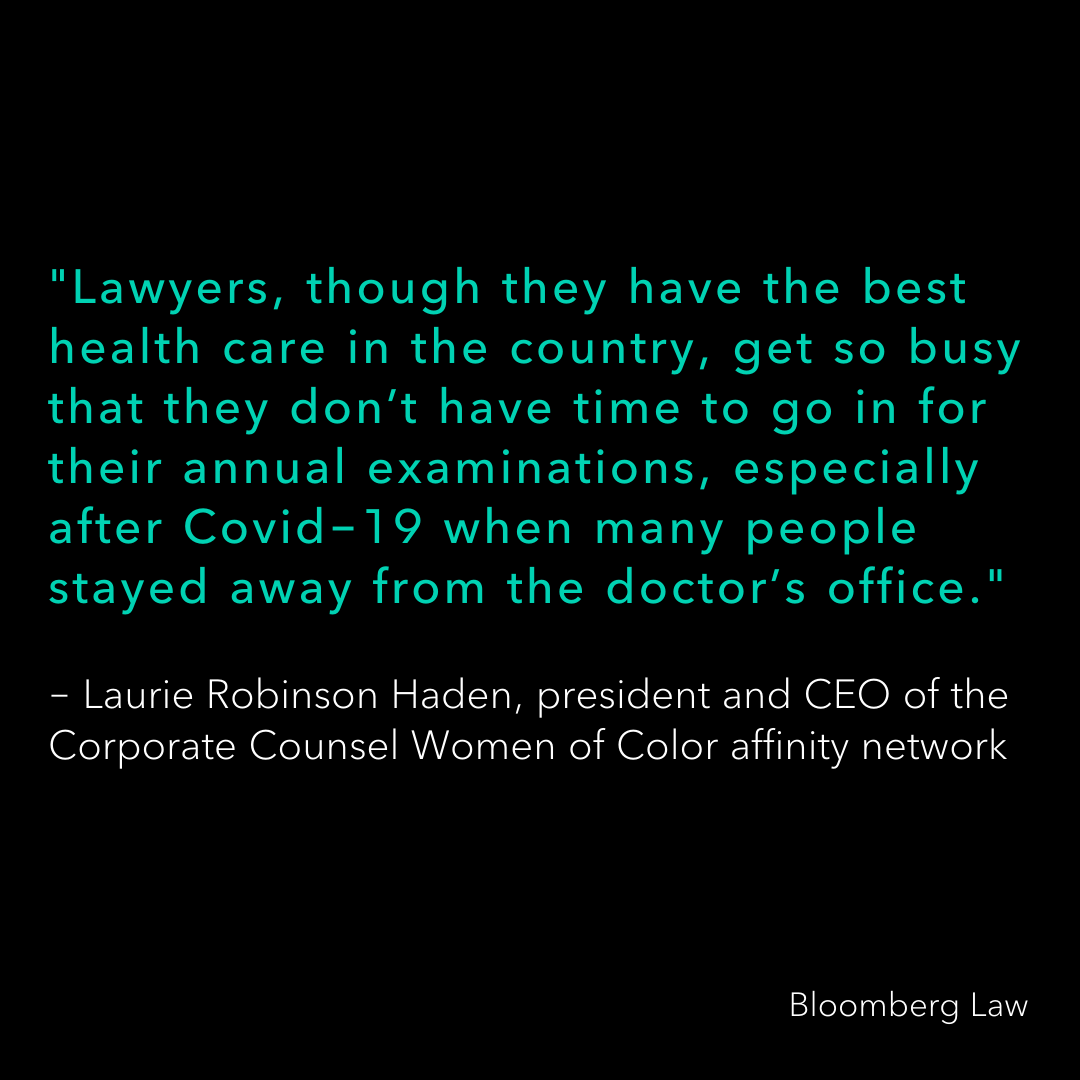 "Lawyers, though they have the best
health care in the country, get so busy
that they don’t have time to go in for
their annual examinations, especially
after Covid–19 when many people
stayed away from the doctor’s office."
– Laurie Robinson Haden, president and CEO of the
Corporate Counsel Women of Color affinity network
Bloomberg Law